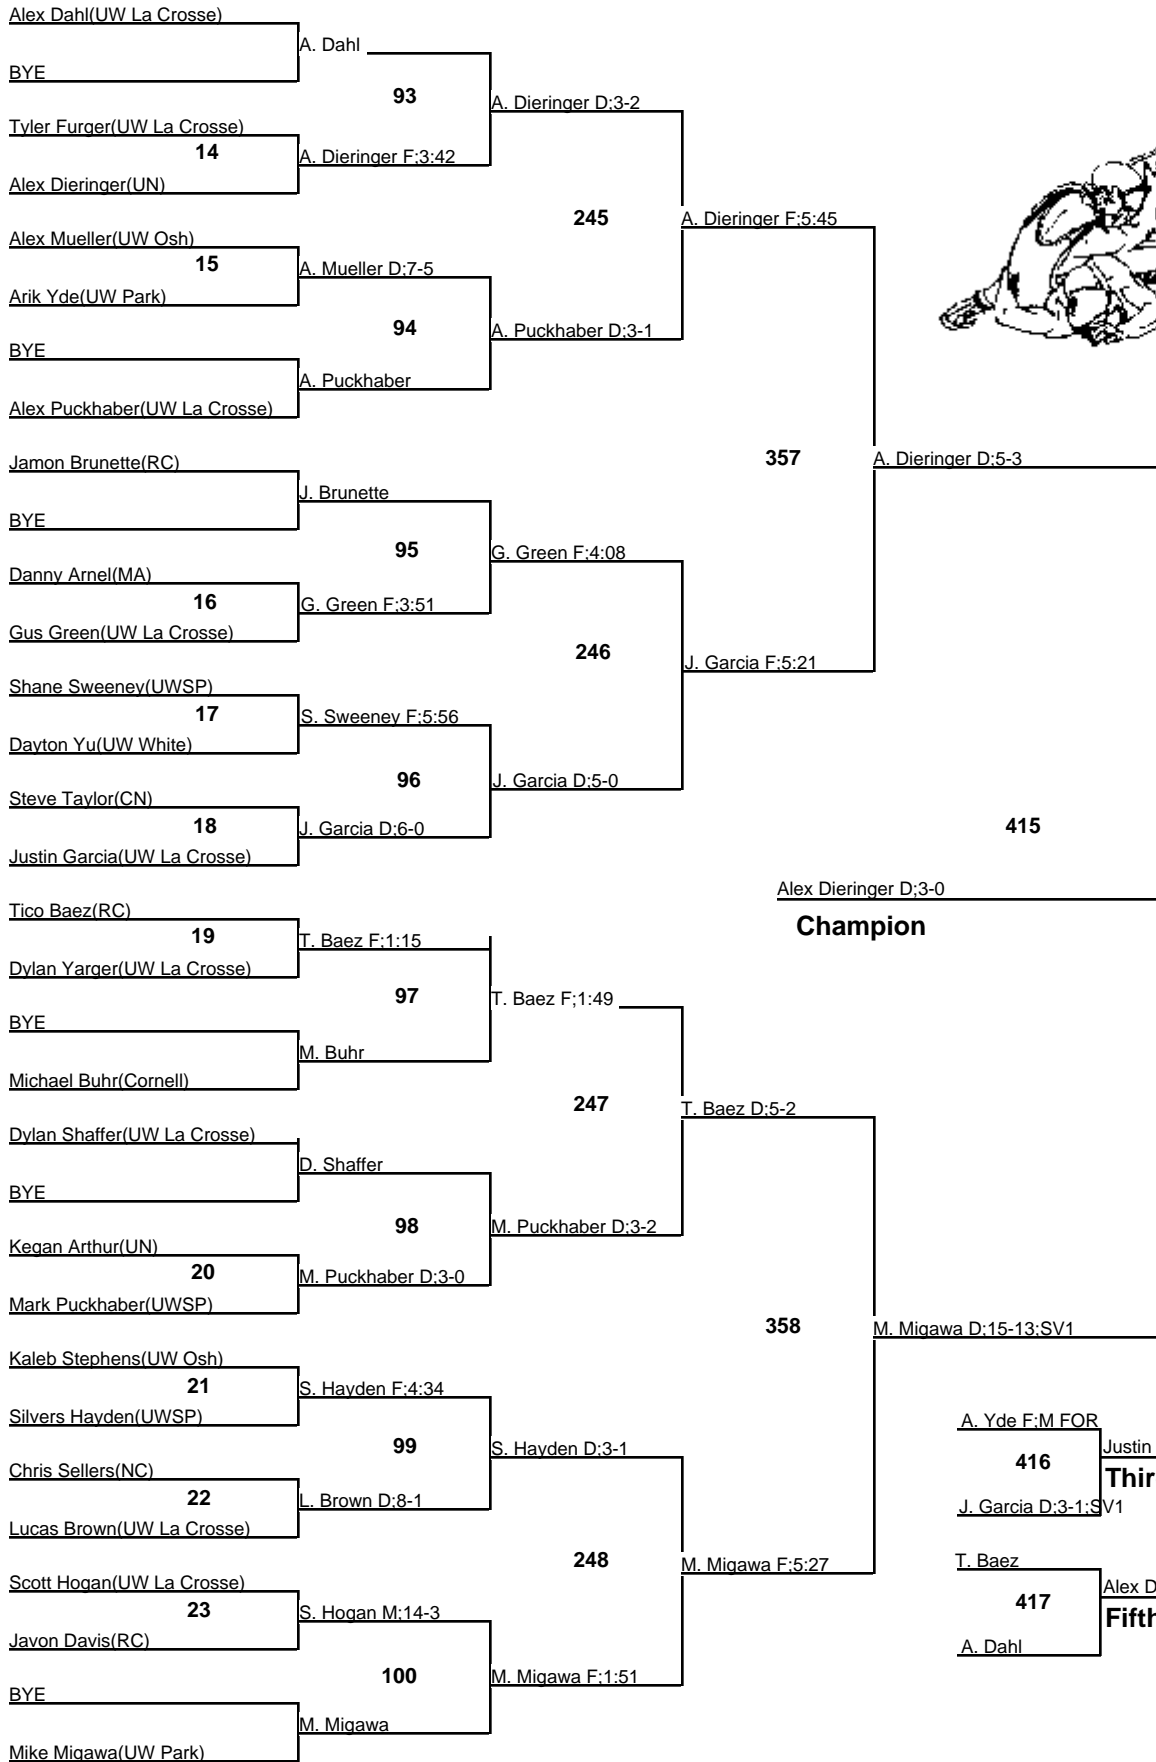 Alex Dahl(UW La Crosse)
A. Dahl
BYE
93
A. Dieringer D;3-2
Tyler Furger(UW La Crosse)
14
A. Dieringer F;3:42
Alex Dieringer(UN)
245
A. Dieringer F;5:45
Alex Mueller(UW Osh)
15
A. Mueller D;7-5
Arik Yde(UW Park)
94
A. Puckhaber D;3-1
BYE
A. Puckhaber
Alex Puckhaber(UW La Crosse)
357
A. Dieringer D;5-3
Jamon Brunette(RC)
J. Brunette
BYE
95
G. Green F;4:08
Danny Arnel(MA)
16
G. Green F;3:51
Gus Green(UW La Crosse)
246
J. Garcia F;5:21
Shane Sweeney(UWSP)
17
S. Sweeney F;5:56
Dayton Yu(UW White)
96
J. Garcia D;5-0
Steve Taylor(CN)
18
J. Garcia D;6-0
Justin Garcia(UW La Crosse)
415
Alex Dieringer D;3-0
Champion
Tico Baez(RC)
19
T. Baez F;1:15
Dylan Yarger(UW La Crosse)
97
T. Baez F;1:49
BYE
M. Buhr
Michael Buhr(Cornell)
247
T. Baez D;5-2
Dylan Shaffer(UW La Crosse)
D. Shaffer
BYE
98
M. Puckhaber D;3-2
Kegan Arthur(UN)
20
M. Puckhaber D;3-0
Mark Puckhaber(UWSP)
358
M. Migawa D;15-13;SV1
Kaleb Stephens(UW Osh)
21
S. Hayden F;4:34
Silvers Hayden(UWSP)
99
S. Hayden D;3-1
Chris Sellers(NC)
22
L. Brown D;8-1
Lucas Brown(UW La Crosse)
248
M. Migawa F;5:27
Scott Hogan(UW La Crosse)
23
S. Hogan M;14-3
Javon Davis(RC)
100
M. Migawa F;1:51
BYE
M. Migawa
Mike Migawa(UW Park)
A. Yde F;M FOR
416
Justin
Thir
J. Garcia D;3-1;SV1
T. Baez
417
Alex D
Fifth
A. Dahl